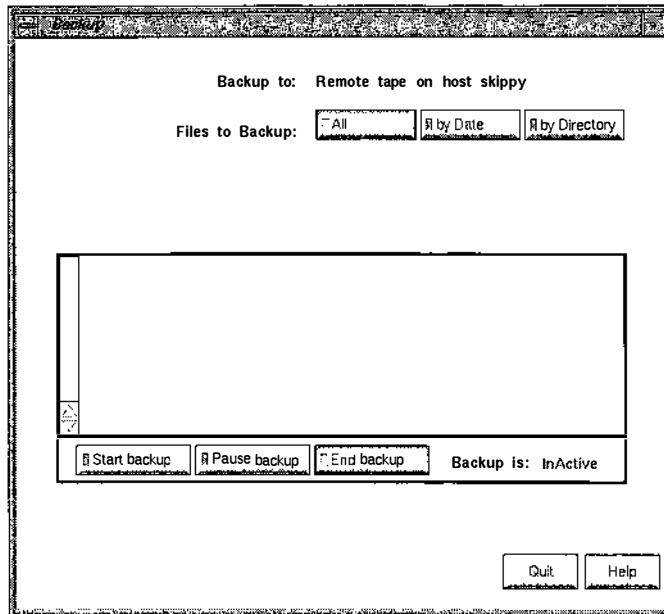 Backup
Backup to: Remote tape on host skippy
Files to Backup: All by Date by Directory
Start backup Pause backup End backup Backup is: InActive
Quit Help